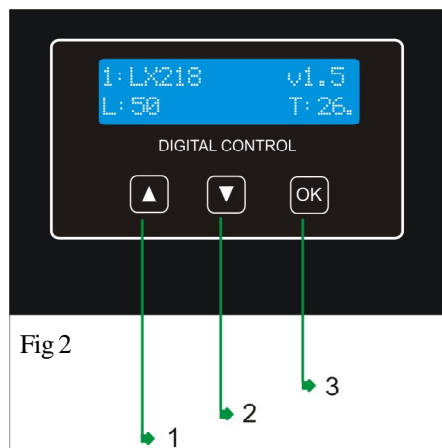 1:LX218 v1.5
L:50 T:26.
DIGITAL CONTROL
OK
Fig 2
3
2
1